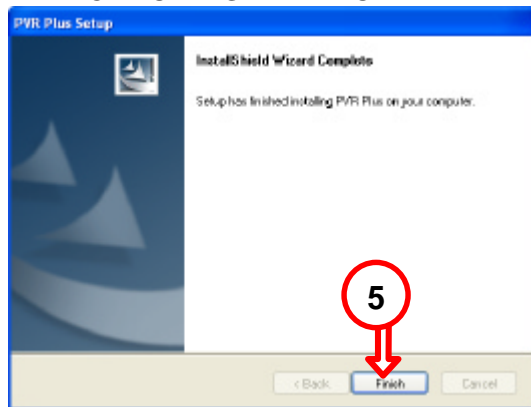 PVR Plus Setup
InstallShield Wizard Complete
Setup has finished installing PVR Plus on your computer.
5
< Back
Finish
Cancel